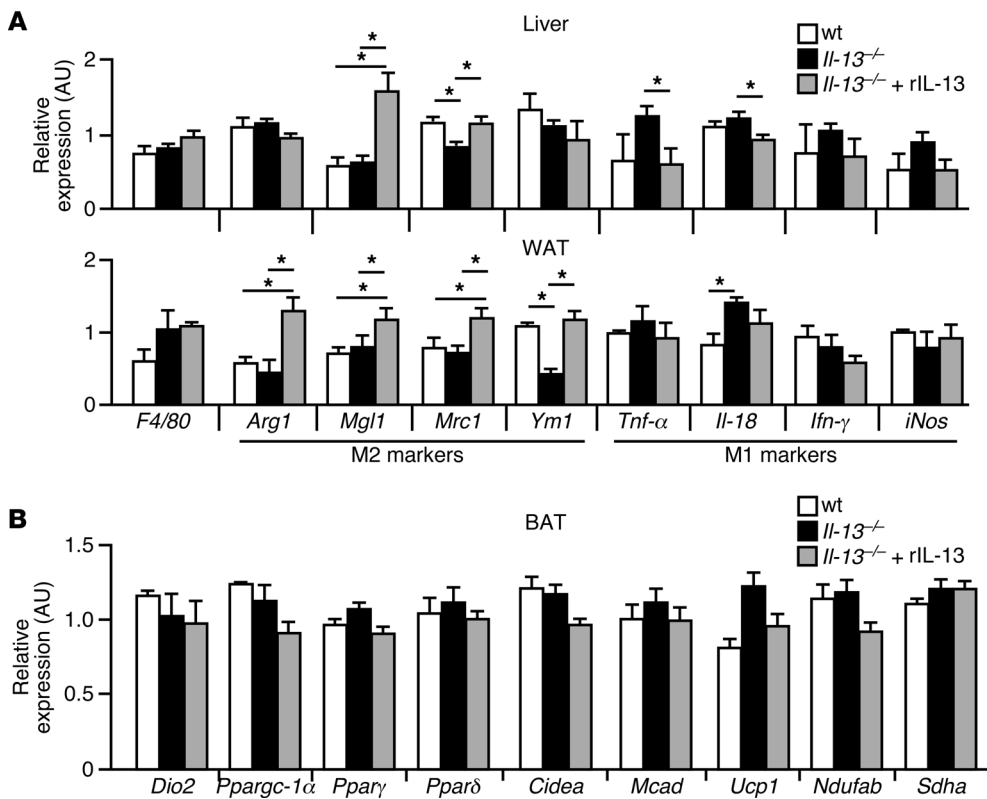 A
Liver
wt
Il-13–/–
Il-13–/– + rIL-13
Relative
expression (AU)
2
1
0
* * * * * *
WAT
2
1
0
* * * * * * * * *
F4/80 Arg1 Mgl1 Mrc1 Ym1 Tnf-α Il-18 Ifn-γ iNos
M2 markers M1 markers
B
BAT
wt
Il-13–/–
Il-13–/– + rIL-13
Relative
expression (AU)
1.5
1.0
0.5
0
Dio2 Ppargc-1α Pparγ Pparδ Cidea Mcad Ucp1 Ndufab Sdha